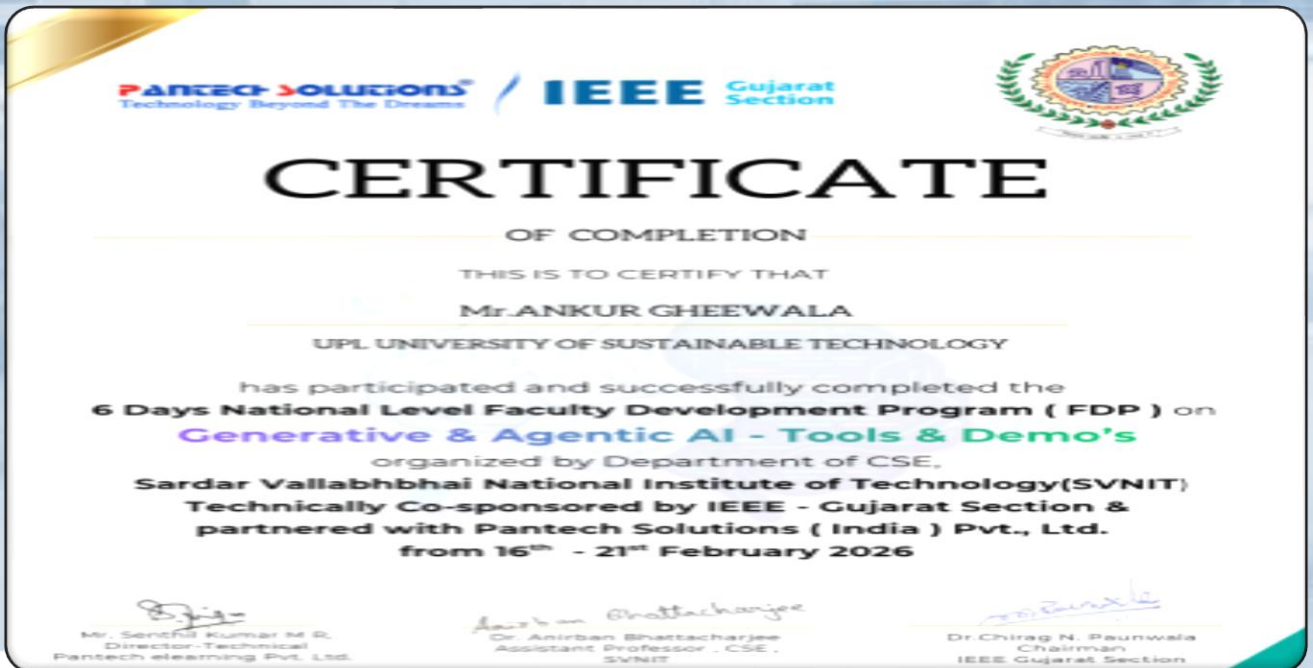 PANTECH SOLUTIONS
Technology Beyond The Dreams
IEEE Gujarat Section
CERTIFICATE
OF COMPLETION
THIS IS TO CERTIFY THAT
Mr.ANKUR GHEEWALA
UPL UNIVERSITY OF SUSTAINABLE TECHNOLOGY
has participated and successfully completed the
6 Days National Level Faculty Development Program ( FDP ) on
Generative & Agentic AI - Tools & Demo's
organized by Department of CSE,
Sardar Vallabhbhai National Institute of Technology(SVNIT)
Technically Co-sponsored by IEEE - Gujarat Section &
partnered with Pantech Solutions ( India ) Pvt., Ltd.
from 16th - 21st February 2026
Anirban Bhattacharjee
Mr. Senthil Kumar M R,
Director-Technical
Pantech elearning Pvt. Ltd.
Dr. Anirban Bhattacharjee
Assistant Professor , CSE ,
SVNIT
Dr.Chirag N. Paunwala
Chairman
IEEE Gujarat Section